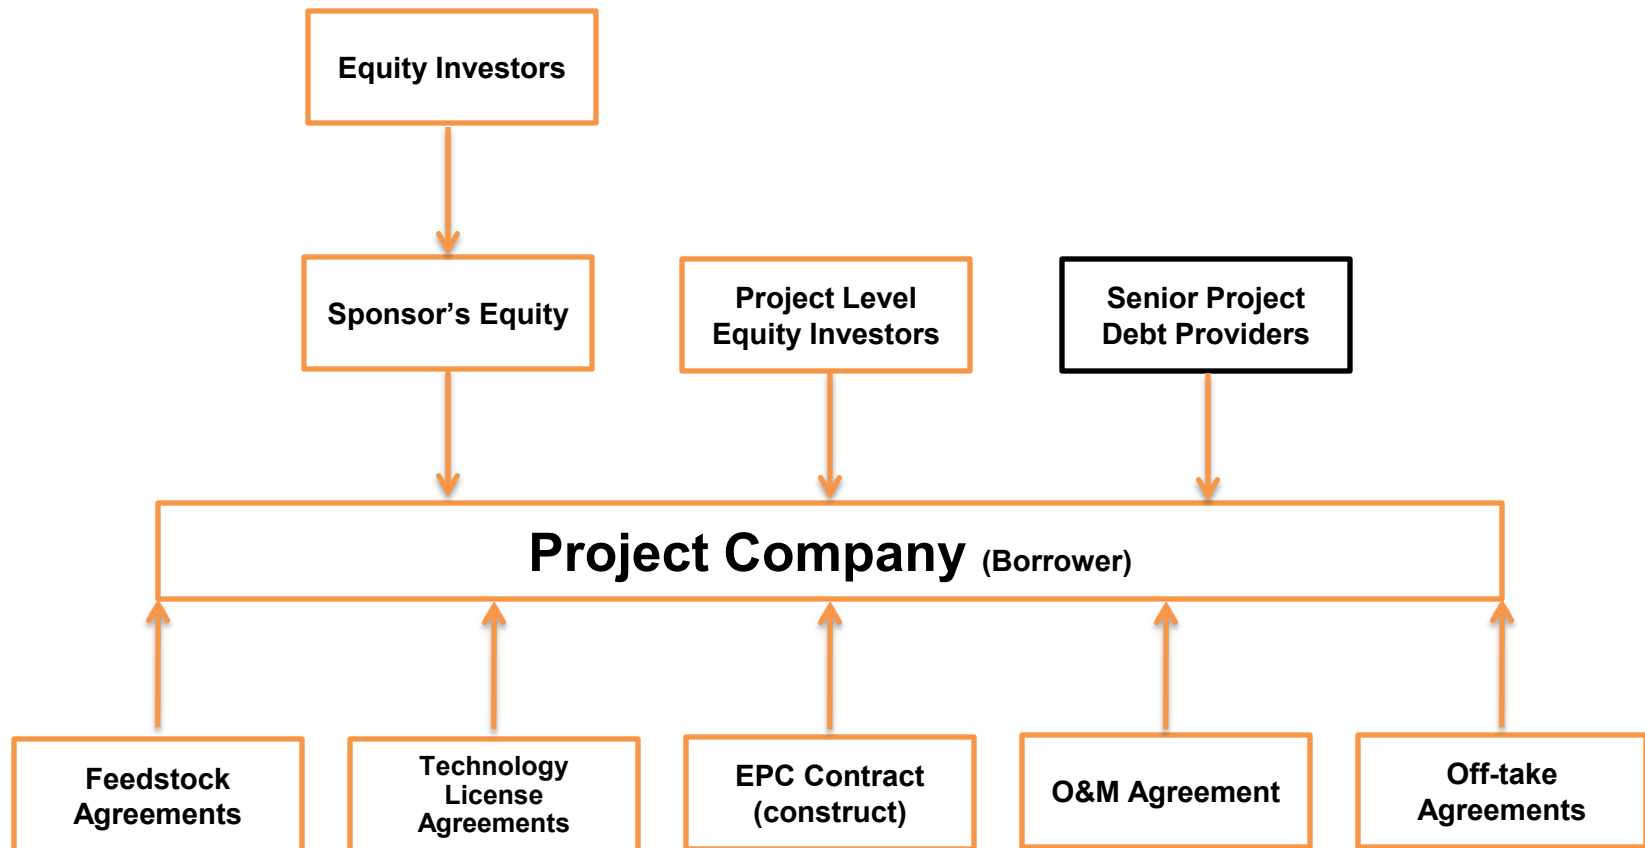 Equity Investors
Sponsor’s Equity
Project Level
Equity Investors
Senior Project
Debt Providers
Project Company (Borrower)
Feedstock
Agreements
Technology
License
Agreements
EPC Contract
(construct)
O&M Agreement
Off-take
Agreements